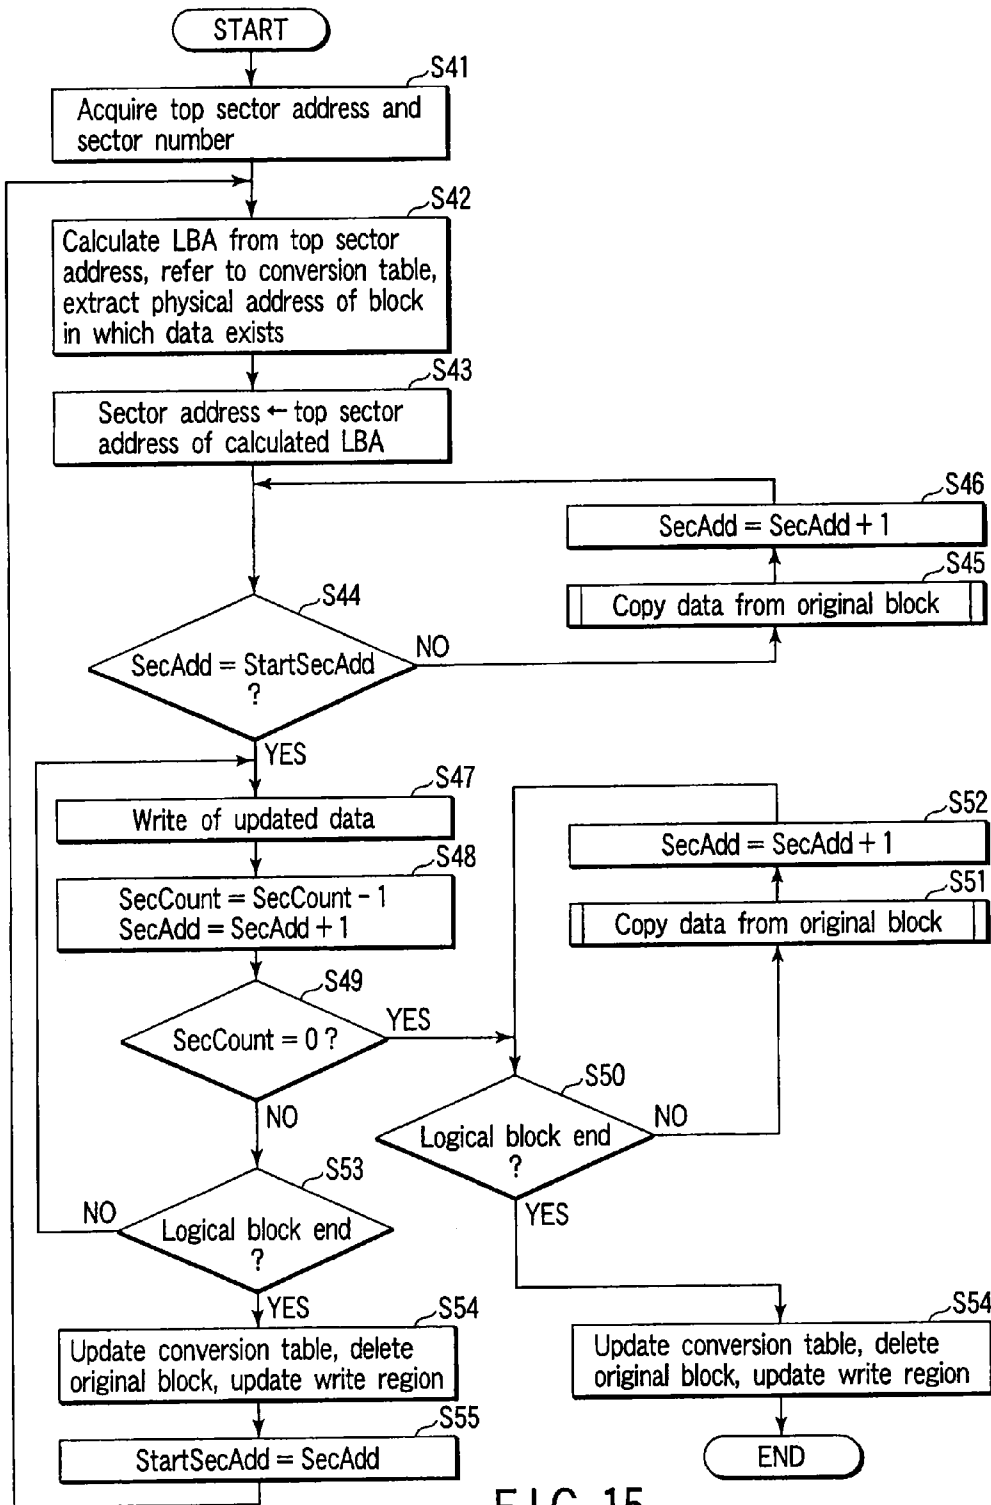 START
S41
Acquire top sector address and
sector number
S42
Calculate LBA from top sector
address, refer to conversion table,
extract physical address of block
in which data exists
S43
Sector address ← top sector
address of calculated LBA
S46
SecAdd = SecAdd + 1
S45
Copy data from original block
S44
SecAdd = StartSecAdd
?
NO
YES
S47
Write of updated data
S48
SecCount = SecCount - 1
SecAdd = SecAdd + 1
S52
SecAdd = SecAdd + 1
S51
Copy data from original block
S49
SecCount = 0 ?
YES
NO
S50
Logical block end
?
NO
YES
S53
Logical block end
?
NO
YES
S54
Update conversion table, delete
original block, update write region
S55
StartSecAdd = SecAdd
S54
Update conversion table, delete
original block, update write region
END
FIG. 15